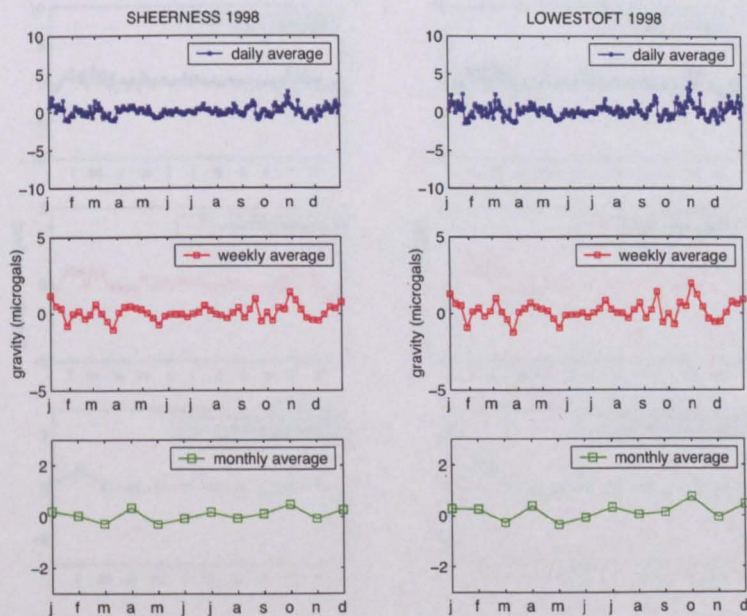 SHEERNESS 1998
daily average
10
5
0
−5
−10
j f m a m j j a s o n d
gravity (microgals)
weekly average
5
0
−5
j f m a m j j a s o n d
monthly average
2
0
−2
j f m a m j j a s o n d
LOWESTOFT 1998
daily average
10
5
0
−5
−10
j f m a m j j a s o n d
gravity (microgals)
weekly average
5
0
−5
j f m a m j j a s o n d
monthly average
2
0
−2
j f m a m j j a s o n d